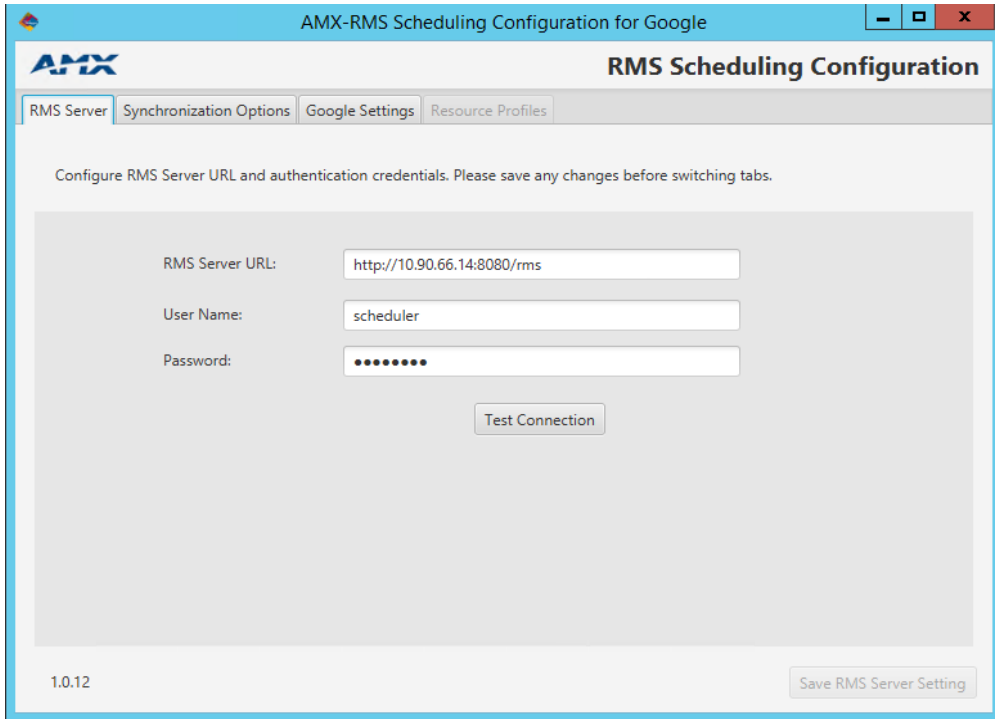 AMX-RMS Scheduling Configuration for Google
AMX
RMS Scheduling Configuration
RMS Server
Synchronization Options
Google Settings
Resource Profiles
Configure RMS Server URL and authentication credentials. Please save any changes before switching tabs.
RMS Server URL:
http://10.90.66.14:8080/rms
User Name:
scheduler
Password:
••••••••
Test Connection
1.0.12
Save RMS Server Setting